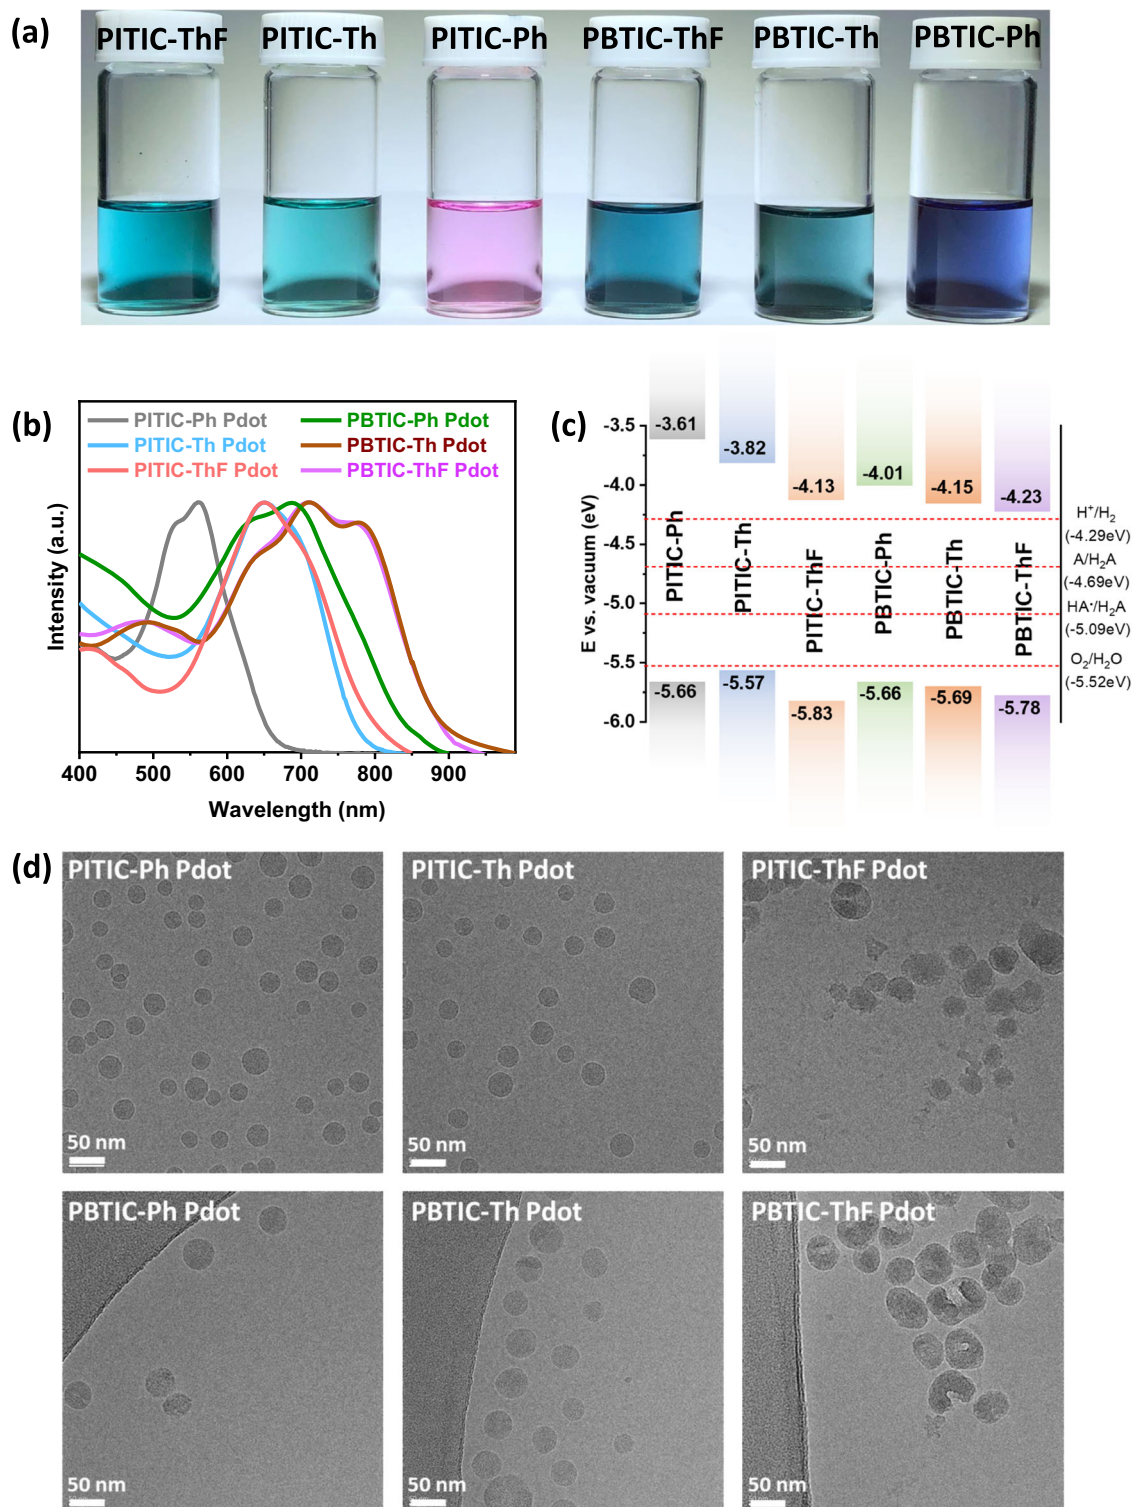 (a)
PITIC-ThF PITIC-Th PITIC-Ph PBTIC-ThF PBTIC-Th PBTIC-Ph
(b)
PITIC-Ph Pdot PBTIC-Ph Pdot
PITIC-Th Pdot PBTIC-Th Pdot
PITIC-ThF Pdot PBTIC-ThF Pdot
Intensity (a.u.)
400 500 600 700 800 900
Wavelength (nm)
(c)
E vs. vacuum (eV)
-3.5
-4.0
-4.5
-5.0
-5.5
-6.0
-3.61
-3.82
-4.13
-4.01
-4.15
-4.23
PITIC-Ph
PITIC-Th
PITIC-ThF
PBTIC-Ph
PBTIC-Th
PBTIC-ThF
-5.66
-5.57
-5.83
-5.66
-5.69
-5.78
H⁺/H₂
(-4.29eV)
A/H₂A
(-4.69eV)
HA·/H₂A
(-5.09eV)
O₂/H₂O
(-5.52eV)
(d)
PITIC-Ph Pdot
50 nm
PITIC-Th Pdot
50 nm
PITIC-ThF Pdot
50 nm
PBTIC-Ph Pdot
50 nm
PBTIC-Th Pdot
50 nm
PBTIC-ThF Pdot
50 nm